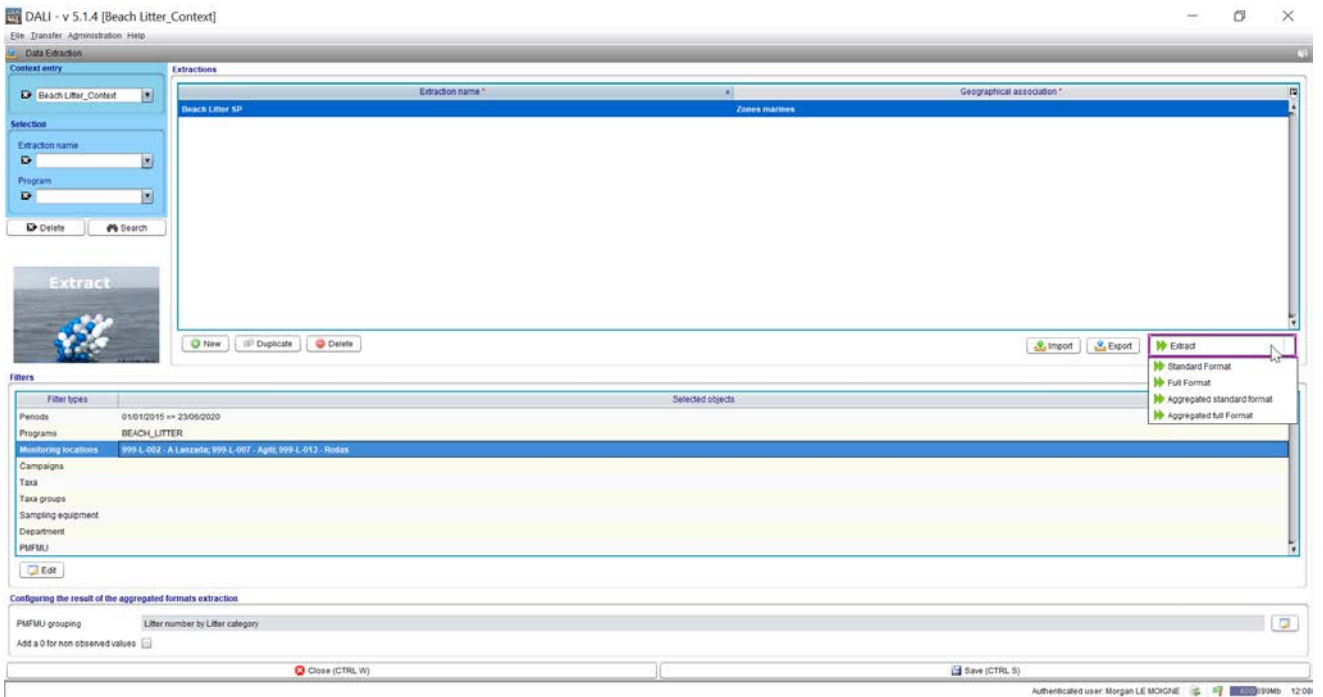 DALI - v 5.1.4 [Beach Litter_Context]
File Transfer Administration Help
Data Extraction
Context entry
Beach Litter_Context
Selection
Extraction name
Program
Delete Search
Extract
Extractions
Extraction name * Geographical association *
Beach Litter SP Zones marines
New Duplicate Delete Import Export Extract
Standard Format
Full Format
Aggregated standard format
Aggregated full Format
Filters
Filter types Selected objects
Periods 01/01/2015 => 23/06/2020
Programs BEACH_LITTER
Monitoring locations 999-L-002 - A Lanzada; 999-L-007 - Agiti; 999-L-013 - Rodas
Campaigns
Taxa
Taxa groups
Sampling equipment
Department
PMFMU
Edit
Configuring the result of the aggregated formats extraction
PMFMU grouping Litter number by Litter category
Add a 0 for non observed values
Close (CTRL W) Save (CTRL S)
Authenticated user: Morgan LE MOIGNE